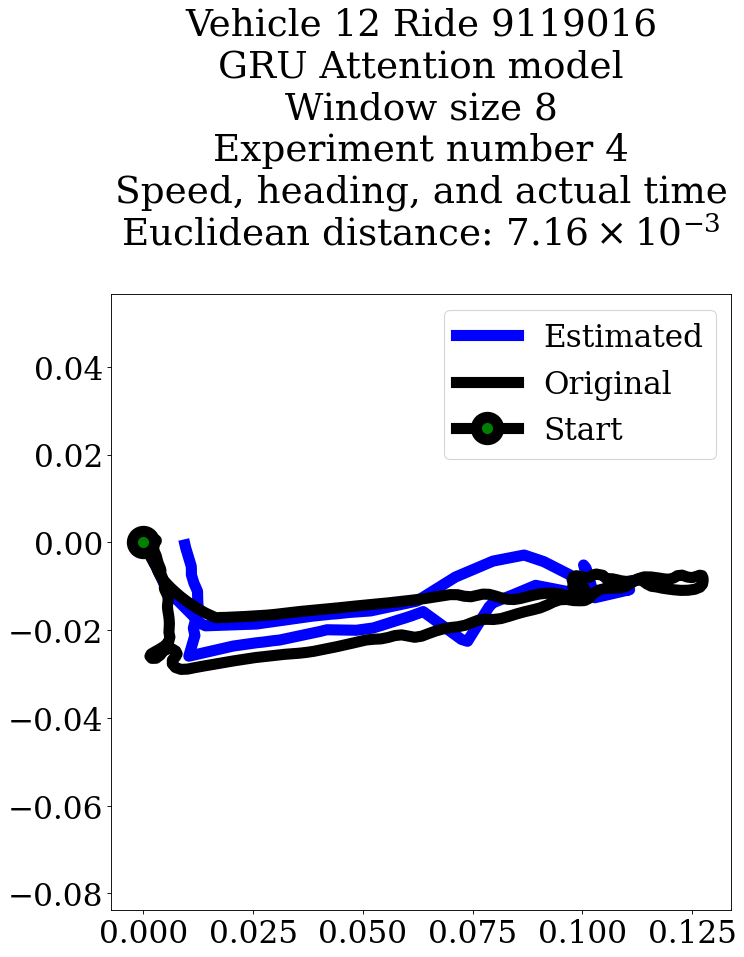 Vehicle 12 Ride 9119016
GRU Attention model
Window size 8
Experiment number 4
Speed, heading, and actual time
Euclidean distance: 7.16 × 10⁻³
Estimated
Original
Start
0.04
0.02
0.00
−0.02
−0.04
−0.06
−0.08
0.000 0.025 0.050 0.075 0.100 0.125